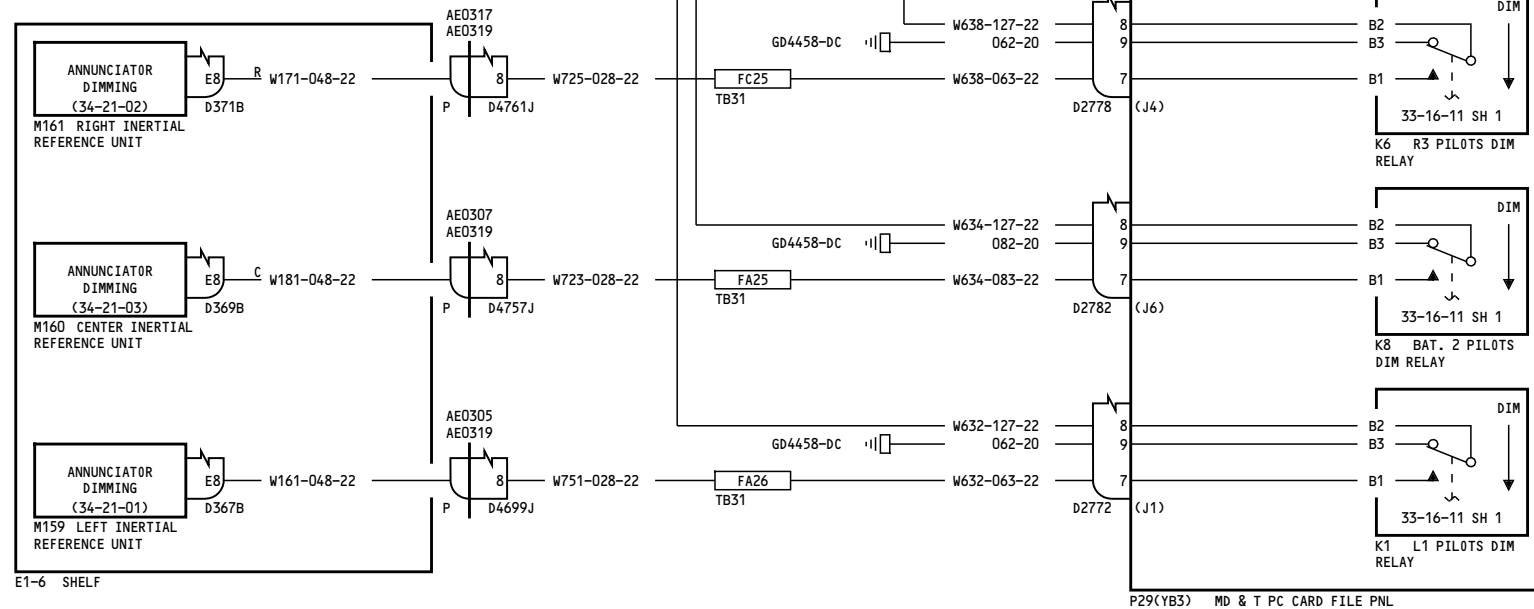 AE0317
AE0319
ANNUNCIATOR
DIMMING
(34-21-02)
E8
D371B
R W171-048-22
M161 RIGHT INERTIAL
REFERENCE UNIT
P
8
D4761J
W725-028-22
FC25
TB31
GD4458-DC
W638-127-22
062-20
W638-063-22
8
9
7
D2778
(J4)
B2
B3
B1
DIM
33-16-11 SH 1
K6 R3 PILOTS DIM
RELAY
AE0307
AE0319
ANNUNCIATOR
DIMMING
(34-21-03)
E8
D369B
C W181-048-22
M160 CENTER INERTIAL
REFERENCE UNIT
P
8
D4757J
W723-028-22
FA25
TB31
GD4458-DC
W634-127-22
082-20
W634-083-22
8
9
7
D2782
(J6)
B2
B3
B1
DIM
33-16-11 SH 1
K8 BAT. 2 PILOTS
DIM RELAY
AE0305
AE0319
ANNUNCIATOR
DIMMING
(34-21-01)
E8
D367B
W161-048-22
M159 LEFT INERTIAL
REFERENCE UNIT
P
8
D4699J
W751-028-22
FA26
TB31
GD4458-DC
W632-127-22
062-20
W632-063-22
8
9
7
D2772
(J1)
B2
B3
B1
DIM
33-16-11 SH 1
K1 L1 PILOTS DIM
RELAY
E1-6 SHELF
P29(YB3) MD & T PC CARD FILE PNL